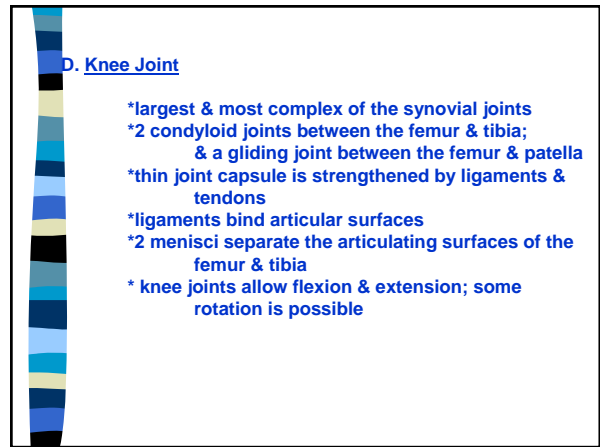 D. Knee Joint
*largest & most complex of the synovial joints
*2 condyloid joints between the femur & tibia;
& a gliding joint between the femur & patella
*thin joint capsule is strengthened by ligaments &
tendons
*ligaments bind articular surfaces
*2 menisci separate the articulating surfaces of the
femur & tibia
* knee joints allow flexion & extension; some
rotation is possible